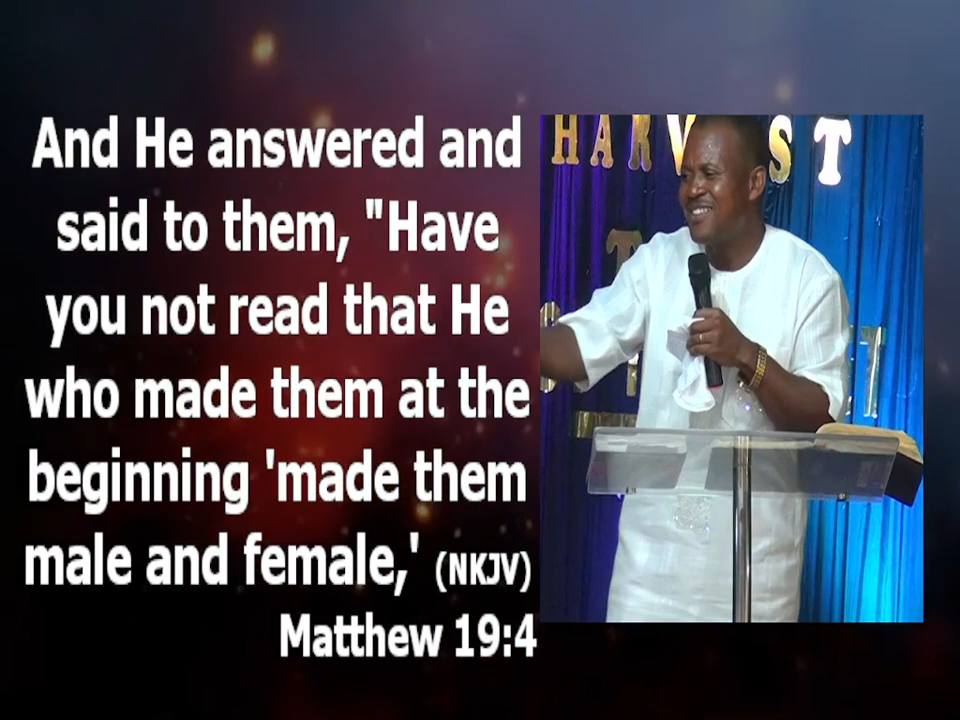 And He answered and
said to them, "Have
you not read that He
who made them at the
beginning 'made them
male and female,' (NKJV)
Matthew 19:4
HARVEST
T
S